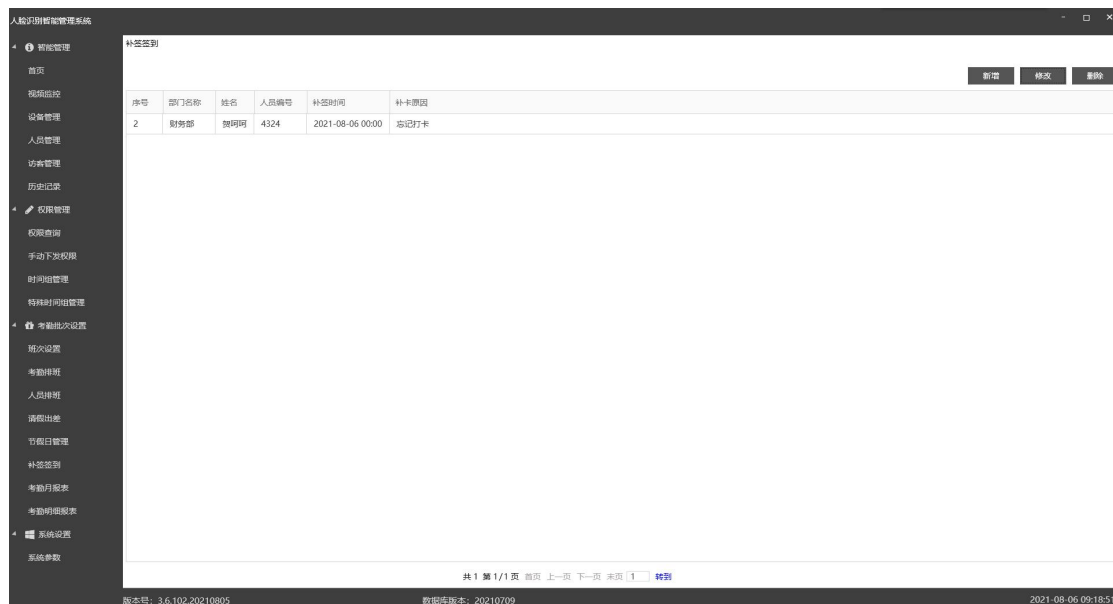 人脸识别智能管理系统
智能管理
首页
视频监控
设备管理
人员管理
访客管理
历史记录
权限管理
权限查询
手动下发权限
时间组管理
特殊时间组管理
考勤批次设置
班次设置
考勤排班
人员排班
请假出差
节假日管理
补签签到
考勤月报表
考勤明细报表
系统设置
系统参数
补签签到
新增 修改 删除
序号 部门名称 姓名 人员编号 补签时间 补卡原因
2 财务部 贺呵呵 4324 2021-08-06 00:00 忘记打卡
共 1 第 1/1 页 首页 上一页 下一页 末页 1 转到
版本号: 3.6.102.20210805 数据库版本: 20210709 2021-08-06 09:18:51